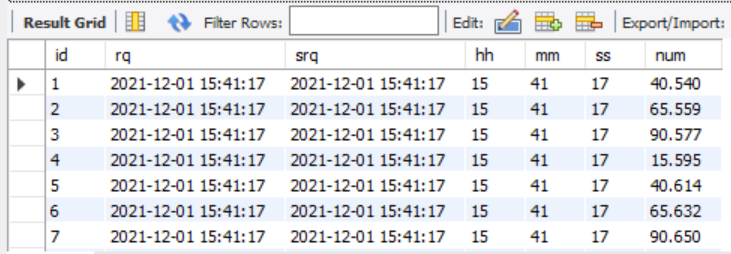 Result Grid Filter Rows: Edit: Export/Import:
id rq srq hh mm ss num
1 2021-12-01 15:41:17 2021-12-01 15:41:17 15 41 17 40.540
2 2021-12-01 15:41:17 2021-12-01 15:41:17 15 41 17 65.559
3 2021-12-01 15:41:17 2021-12-01 15:41:17 15 41 17 90.577
4 2021-12-01 15:41:17 2021-12-01 15:41:17 15 41 17 15.595
5 2021-12-01 15:41:17 2021-12-01 15:41:17 15 41 17 40.614
6 2021-12-01 15:41:17 2021-12-01 15:41:17 15 41 17 65.632
7 2021-12-01 15:41:17 2021-12-01 15:41:17 15 41 17 90.650